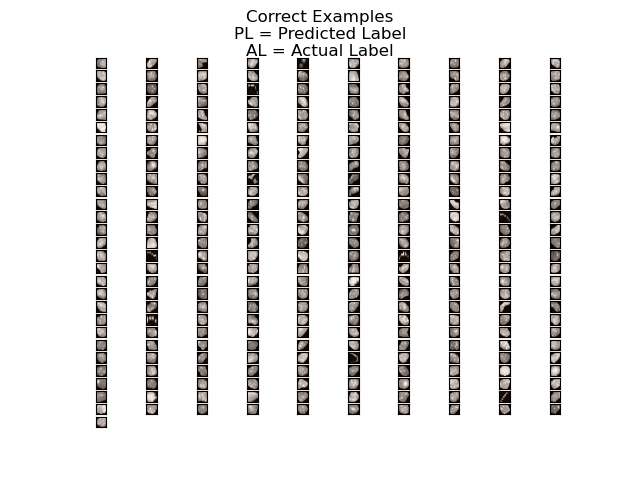 Correct Examples
PL = Predicted Label
AL = Actual Label